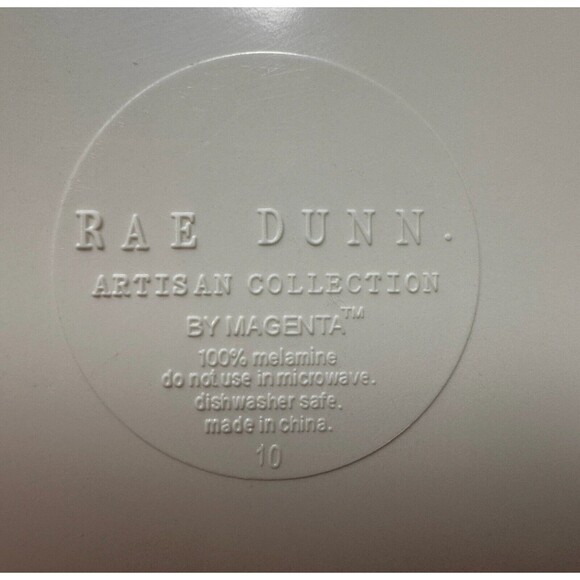 RAE DUNN.
ARTISAN COLLECTION
BY MAGENTA™
100% melamine
do not use in microwave.
dishwasher safe.
made in china.
10